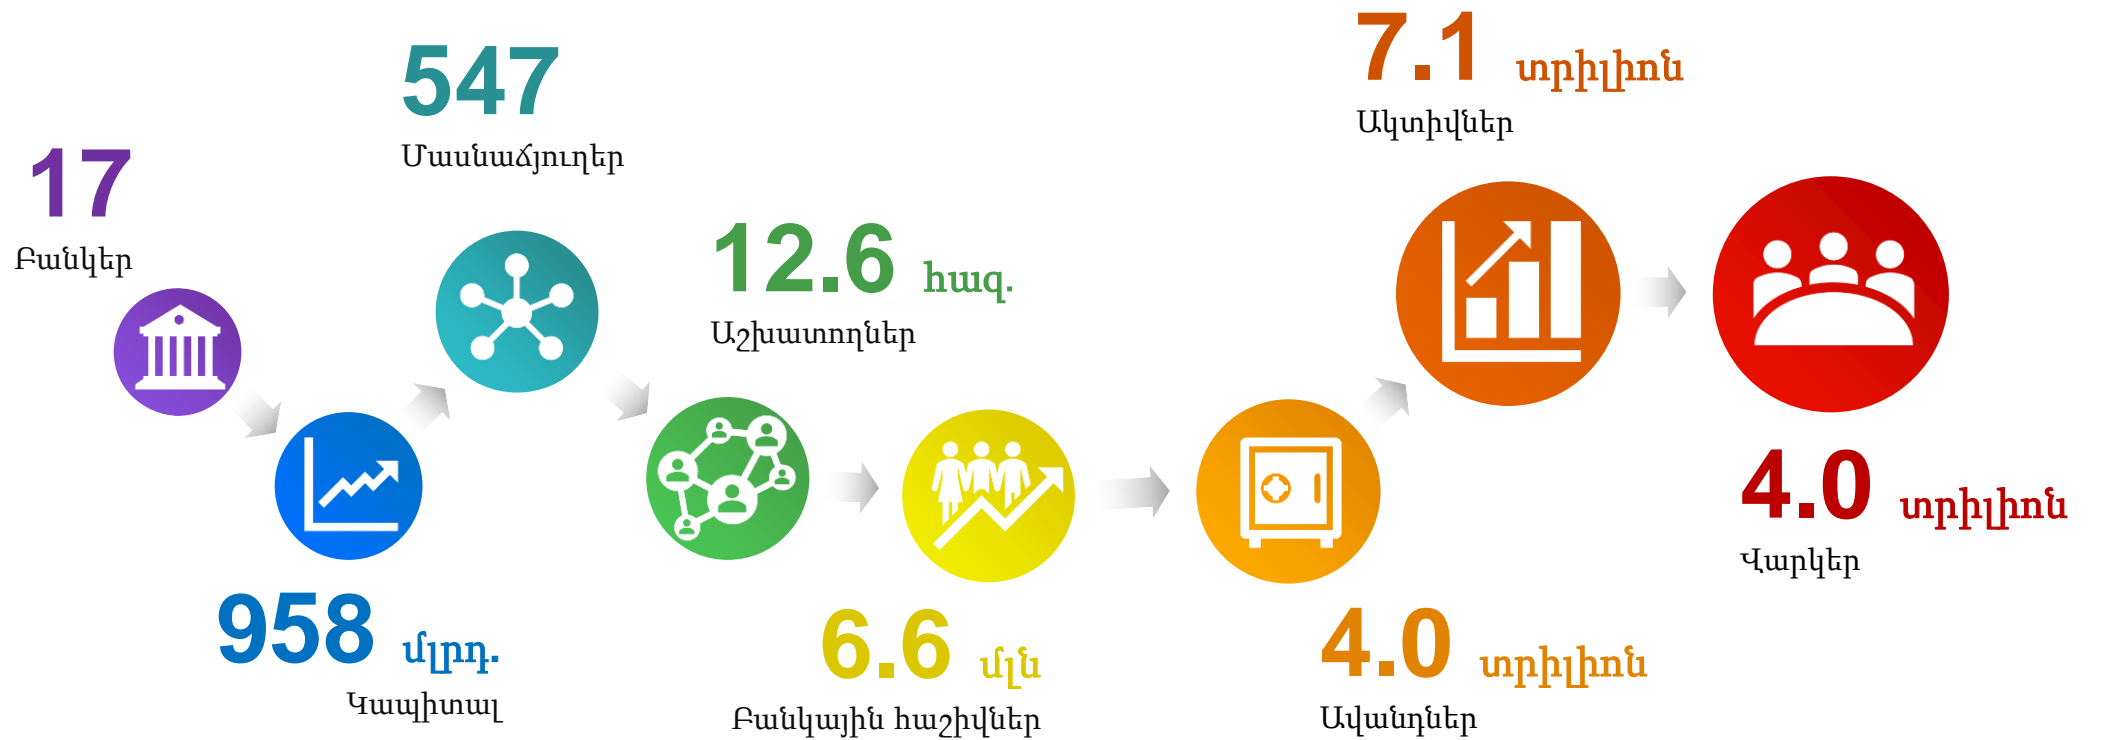 17
Բանկեր
958 մլրդ.
Կապիտալ
547
Մասնաճյուղեր
12.6 հազ.
Աշխատողներ
6.6 մլն
Բանկային հաշիվներ
4.0 տրիլիոն
Ավանդներ
7.1 տրիլիոն
Ակտիվներ
4.0 տրիլիոն
Վարկեր